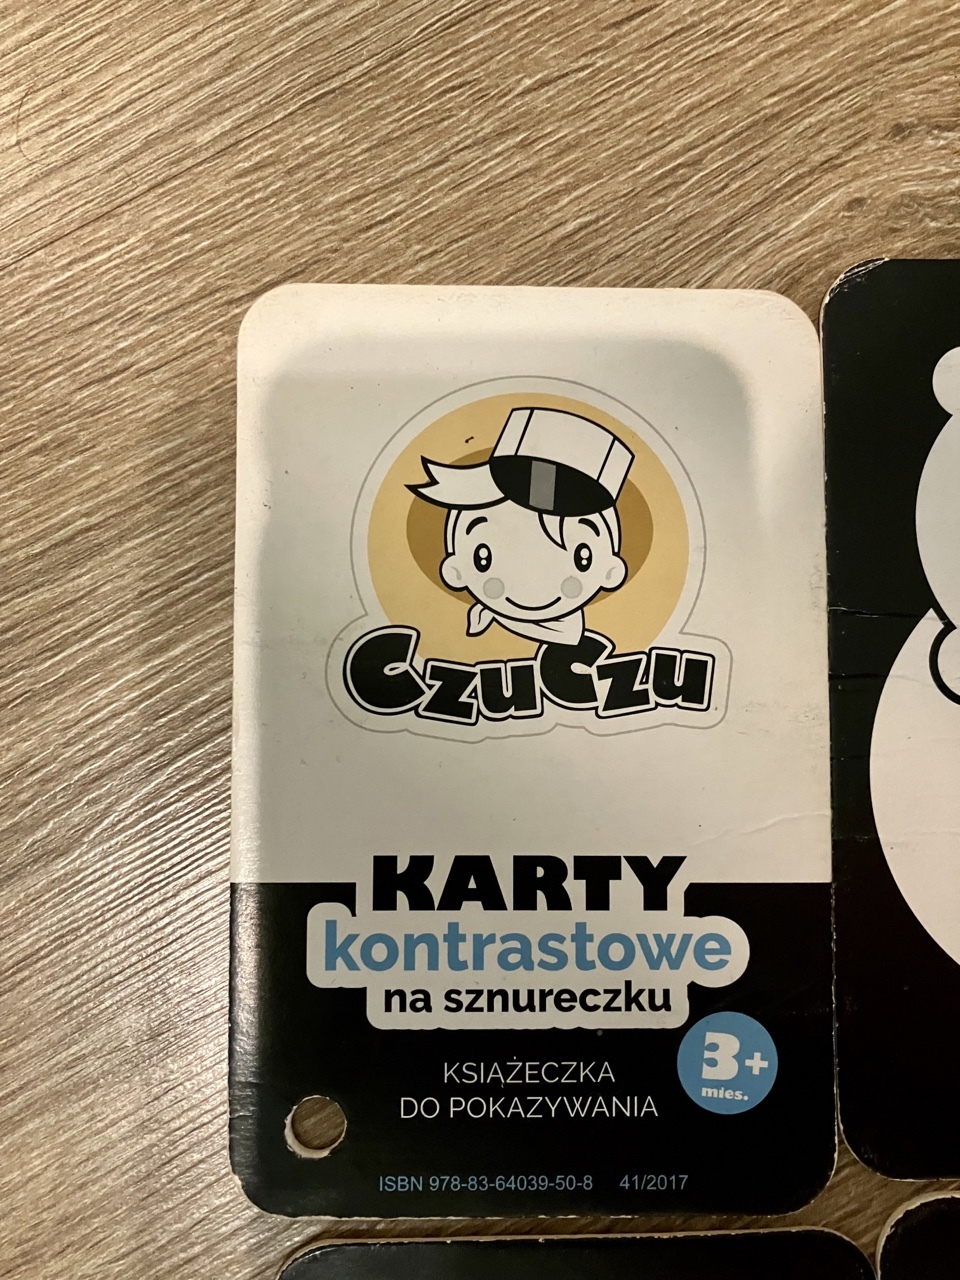 CzuCzu
KARTY
kontrastowe
na sznureczku
3+
mies.
KSIĄŻECZKA
DO POKAZYWANIA
ISBN 978-83-64039-50-8 41/2017